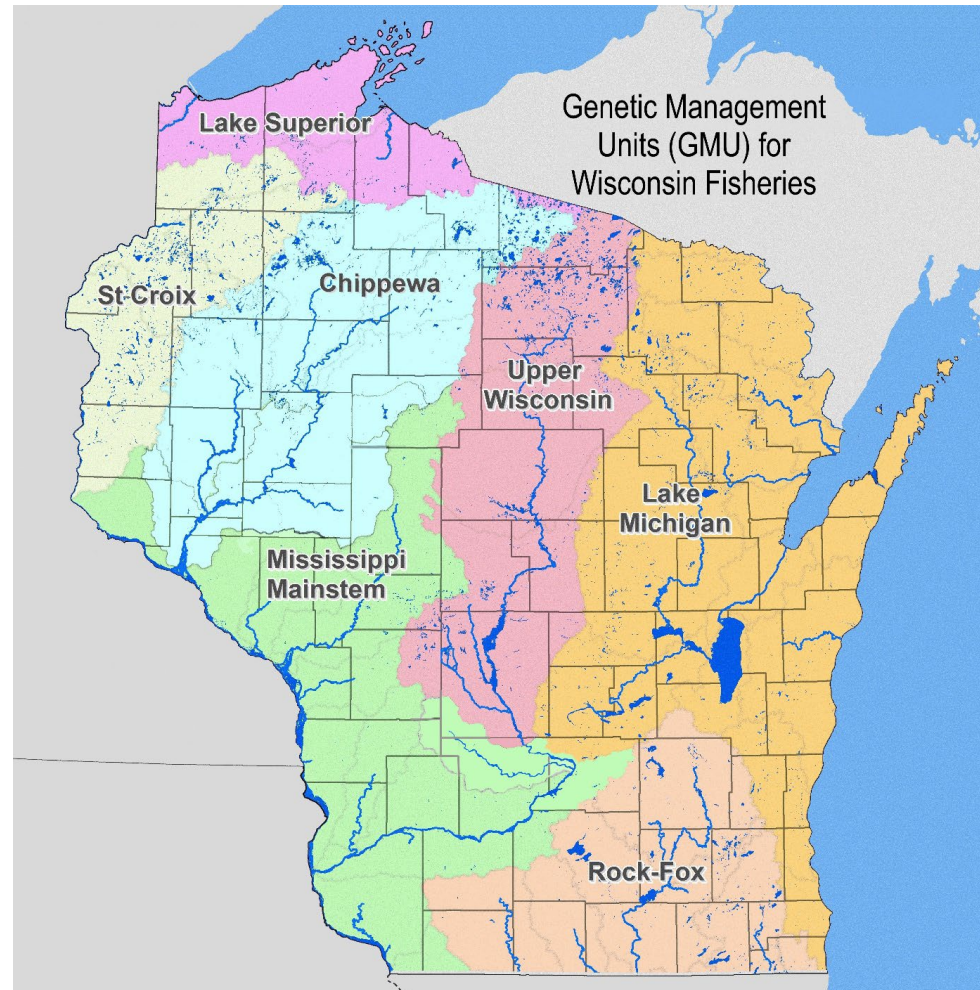 Genetic Management
Units (GMU) for
Wisconsin Fisheries
Lake Superior
St Croix
Chippewa
Upper
Wisconsin
Lake
Michigan
Mississippi
Mainstem
Rock-Fox